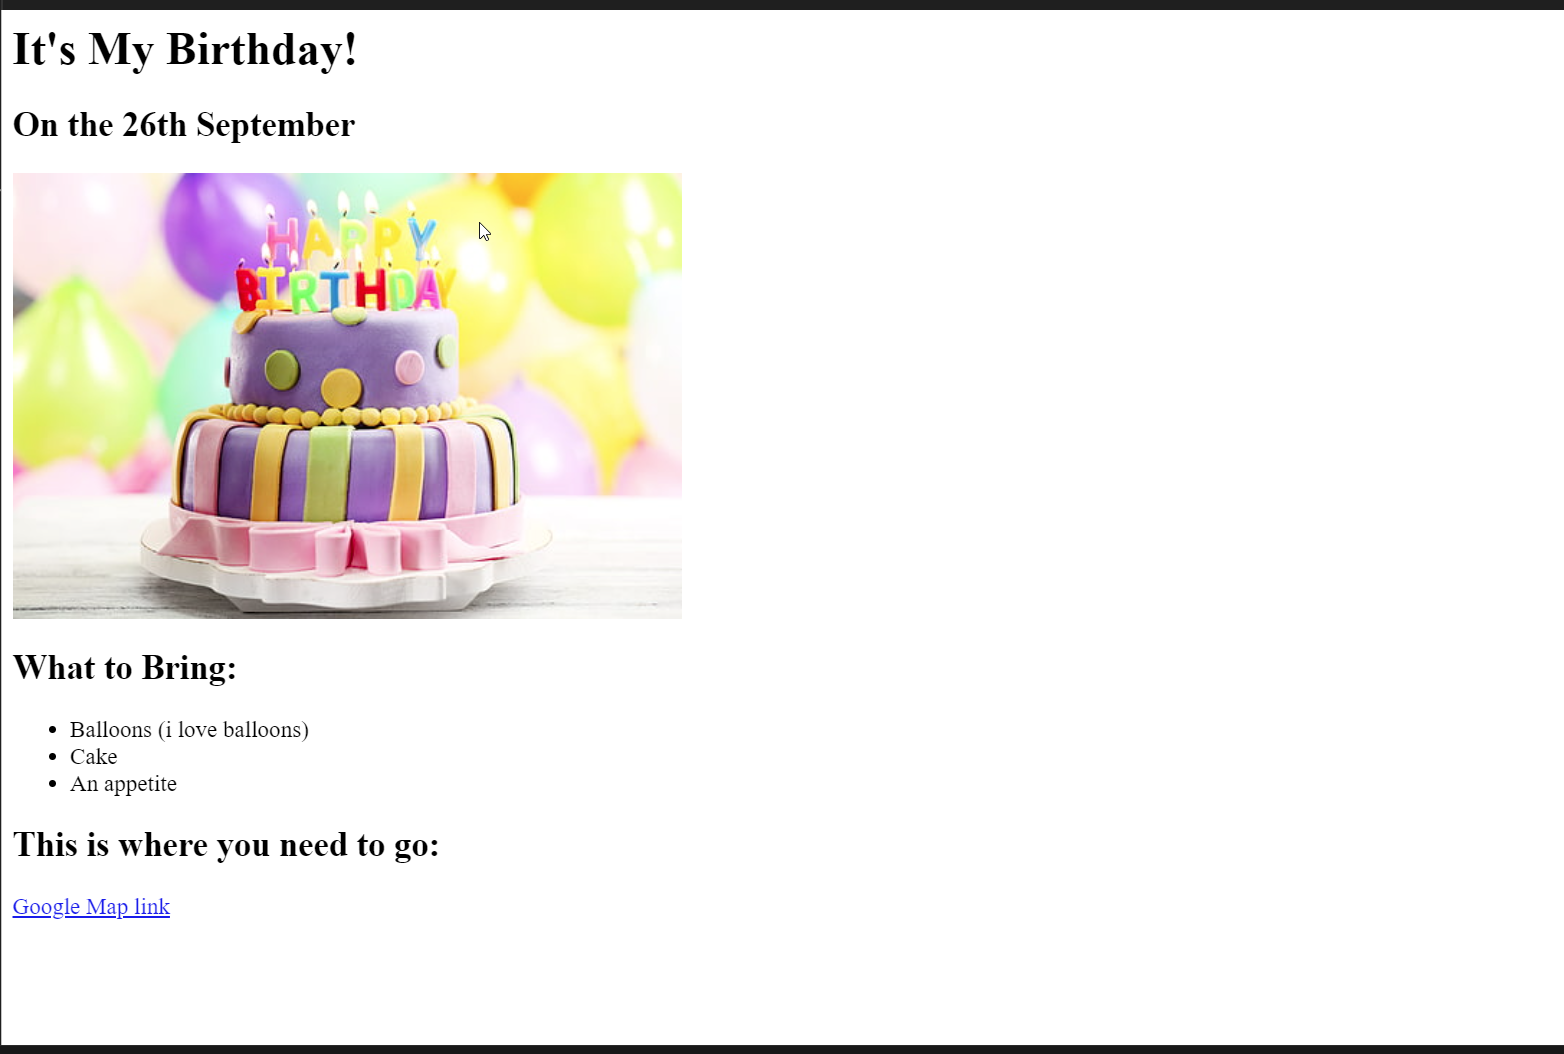 It's My Birthday!
On the 26th September
HAPPY
BIRTHDAY
What to Bring:
Balloons (i love balloons)
Cake
An appetite
This is where you need to go:
Google Map link